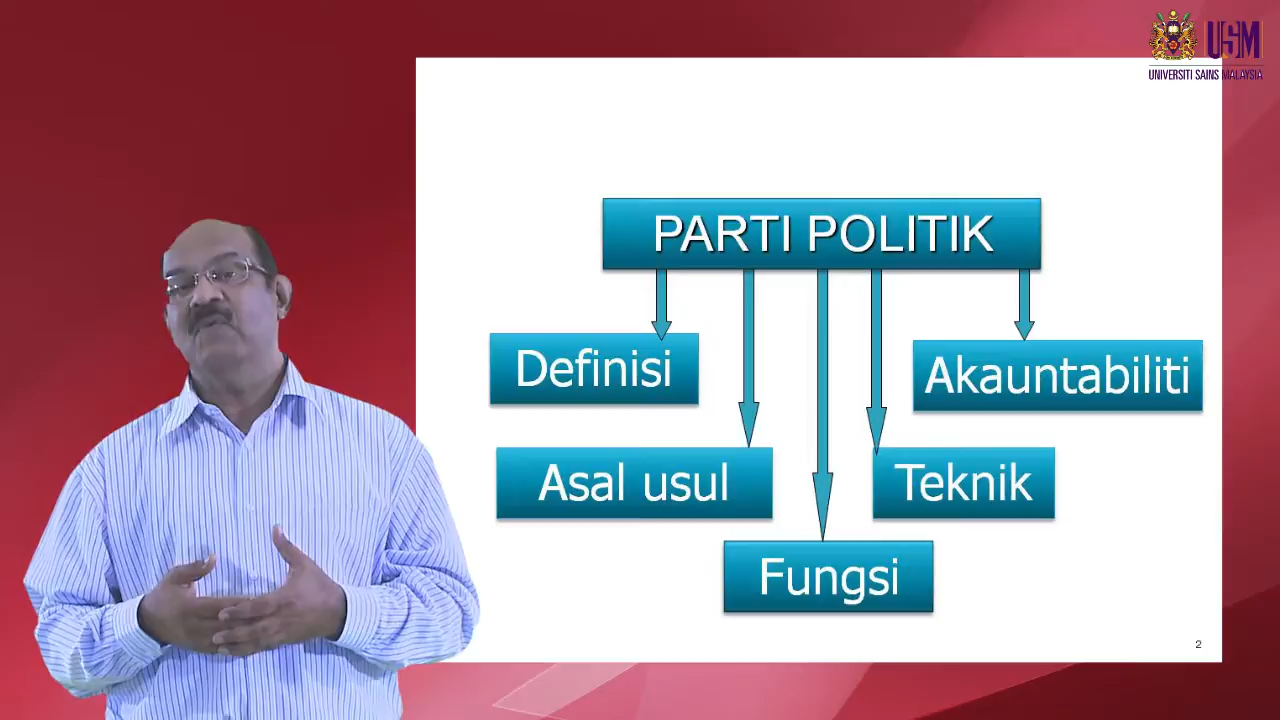 USM
UNIVERSITI SAINS MALAYSIA
PARTI POLITIK
Definisi
Akauntabiliti
Asal usul
Teknik
Fungsi
2